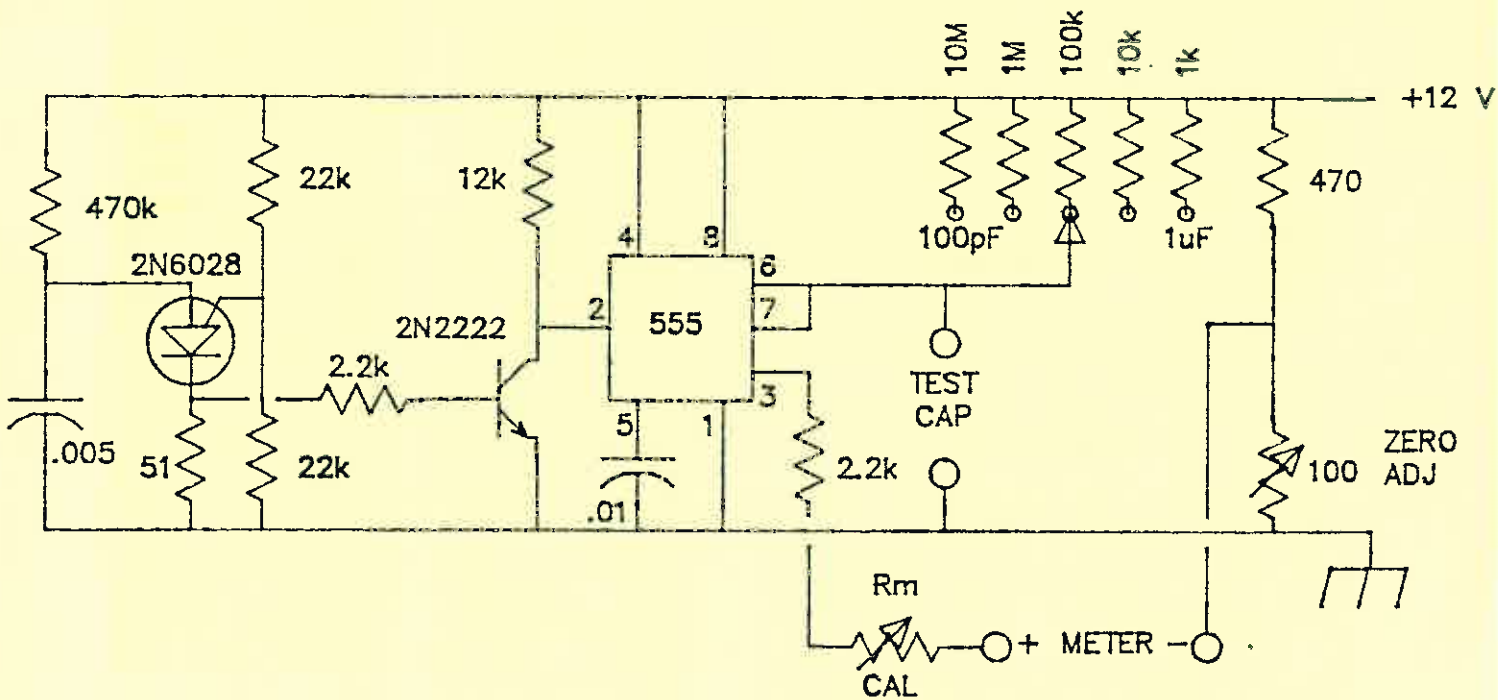 10M
1M
100k
10k
1k
+12 V
22k
12k
470
470k
4
8
100pF
1uF
2N6028
6
2
555
7
2N2222
2.2k
TEST
CAP
3
5
1
.005
51
22k
.01
2.2k
100
ZERO
ADJ
Rm
+ METER -
CAL